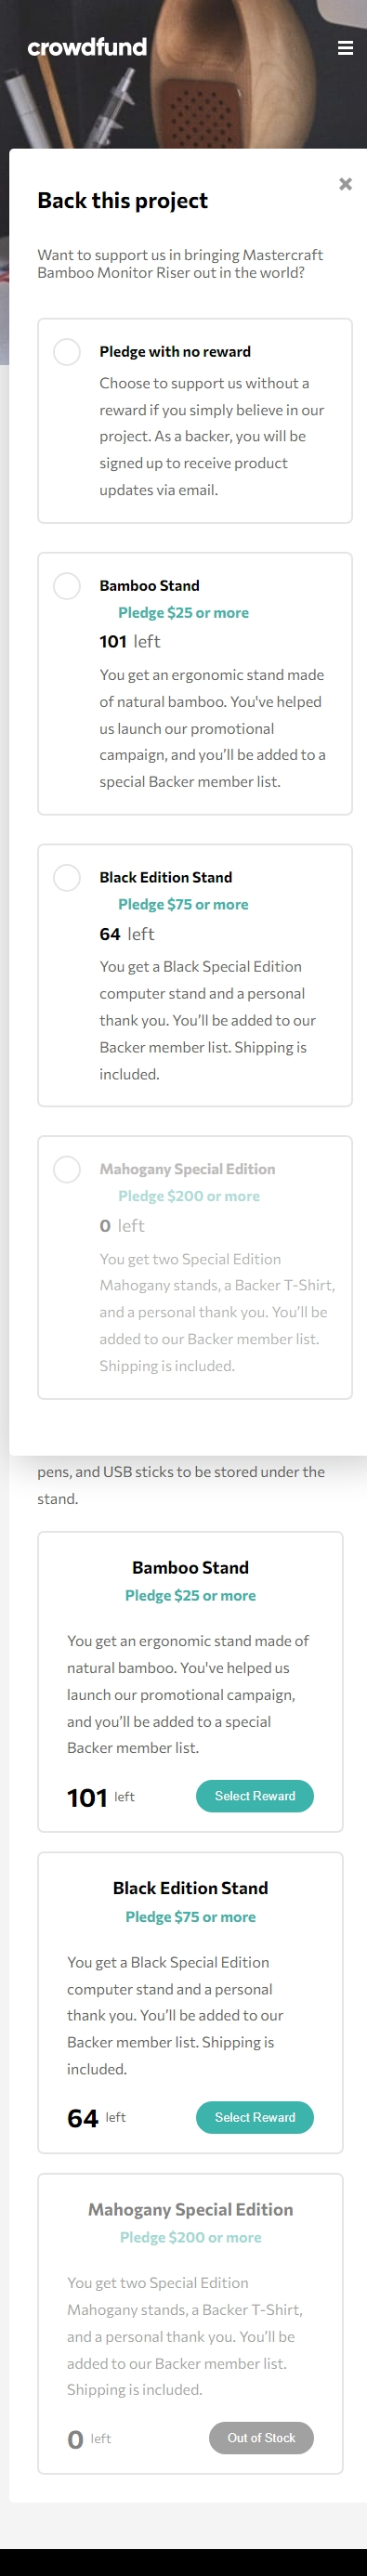 crowdfund
Back this project
Want to support us in bringing Mastercraft
Bamboo Monitor Riser out in the world?
Pledge with no reward
Choose to support us without a
reward if you simply believe in our
project. As a backer, you will be
signed up to receive product
updates via email.
Bamboo Stand
Pledge $25 or more
101 left
You get an ergonomic stand made
of natural bamboo. You've helped
us launch our promotional
campaign, and you’ll be added to a
special Backer member list.
Black Edition Stand
Pledge $75 or more
64 left
You get a Black Special Edition
computer stand and a personal
thank you. You’ll be added to our
Backer member list. Shipping is
included.
Mahogany Special Edition
Pledge $200 or more
0 left
You get two Special Edition
Mahogany stands, a Backer T-Shirt,
and a personal thank you. You’ll be
added to our Backer member list.
Shipping is included.
pens, and USB sticks to be stored under the
stand.
Bamboo Stand
Pledge $25 or more
You get an ergonomic stand made of
natural bamboo. You've helped us
launch our promotional campaign,
and you’ll be added to a special
Backer member list.
101 left Select Reward
Black Edition Stand
Pledge $75 or more
You get a Black Special Edition
computer stand and a personal
thank you. You’ll be added to our
Backer member list. Shipping is
included.
64 left Select Reward
Mahogany Special Edition
Pledge $200 or more
You get two Special Edition
Mahogany stands, a Backer T-Shirt,
and a personal thank you. You’ll be
added to our Backer member list.
Shipping is included.
0 left Out of Stock